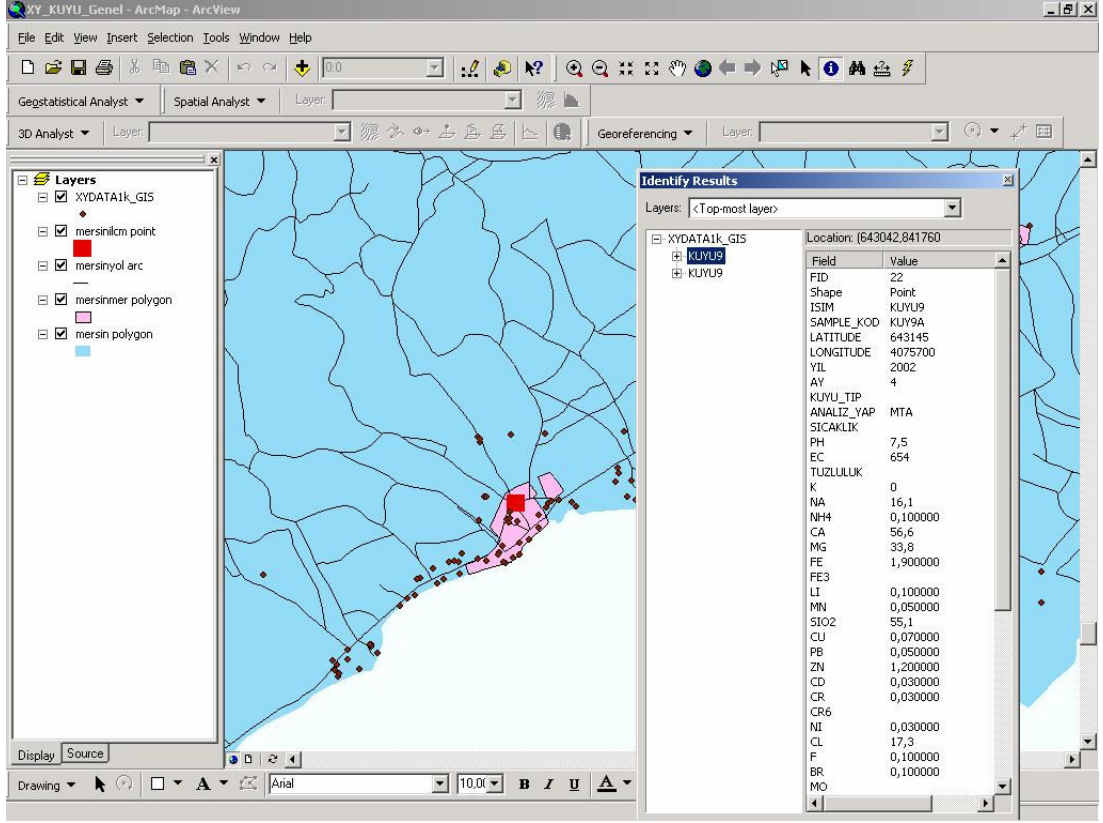 XY_KUYU_Genel - ArcMap - ArcView
File Edit View Insert Selection Tools Window Help
0:0
Geostatistical Analyst Spatial Analyst Layer:
3D Analyst Layer: Georeferencing Layer:
Layers
XYDATA1k_GIS
mersinilcm point
mersinyol arc
mersinmer polygon
mersin polygon
Display Source
Identify Results
Layers: <Top-most layer>
XYDATA1k_GIS
KUYU9
KUYU9
Location: (643042,841760
Field Value
FID 22
Shape Point
ISIM KUYU9
SAMPLE_KOD KUY9A
LATITUDE 643145
LONGITUDE 4075700
YIL 2002
AY 4
KUYU_TIP
ANALIZ_YAP MTA
SICAKLIK
PH 7,5
EC 654
TUZLULUK
K 0
NA 16,1
NH4 0,100000
CA 56,6
MG 33,8
FE 1,900000
FE3
LI 0,100000
MN 0,050000
SIO2 55,1
CU 0,070000
PB 0,050000
ZN 1,200000
CD 0,030000
CR 0,030000
CR6
NI 0,030000
CL 17,3
F 0,100000
BR 0,100000
MO
Drawing A Arial 10,00 B I U A